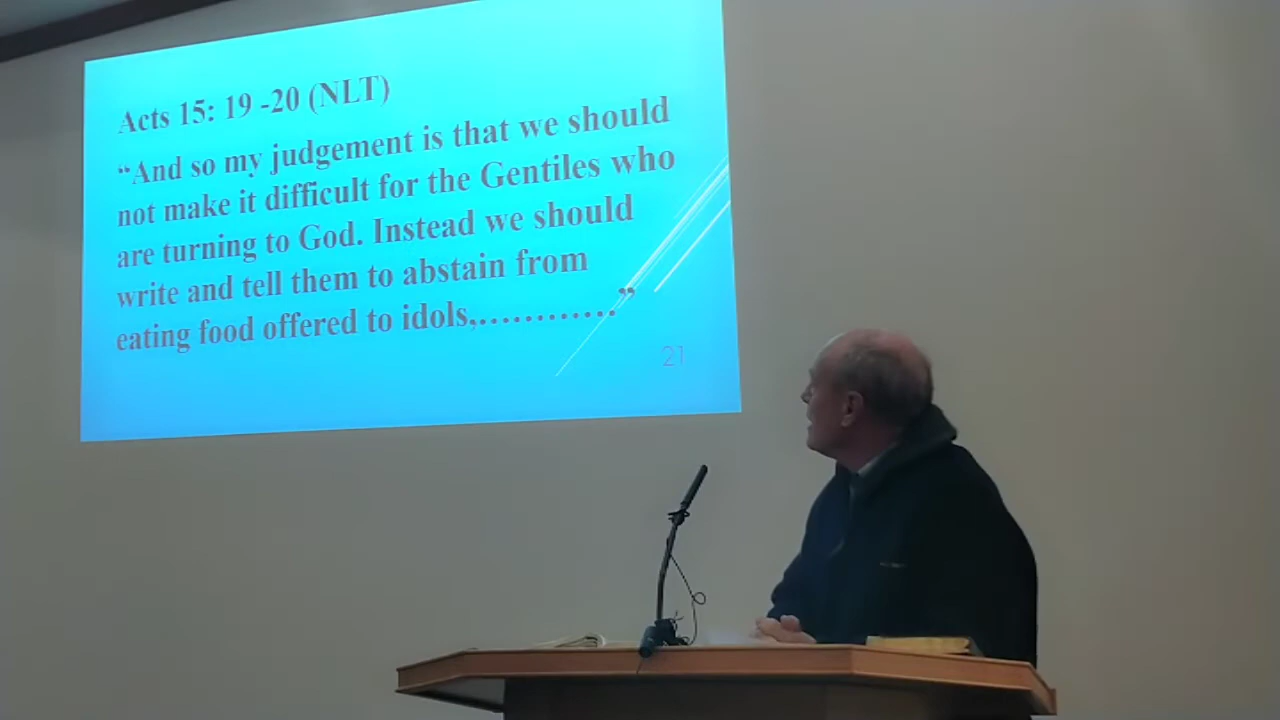 Acts 15: 19 -20 (NLT)
“And so my judgement is that we should
not make it difficult for the Gentiles who
are turning to God. Instead we should
write and tell them to abstain from
eating food offered to idols,…………”
21